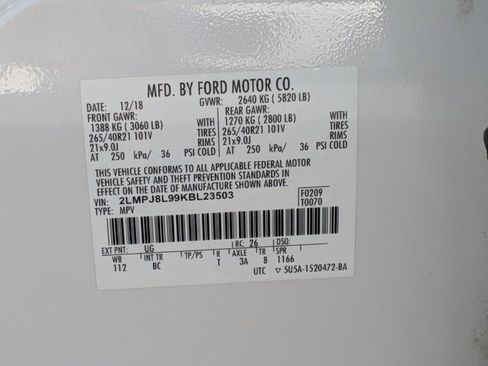 MFD. BY FORD MOTOR CO.
DATE: 12/18 GVWR: 2640 KG ( 5820 LB)
FRONT GAWR: REAR GAWR:
1388 KG ( 3060 LB) WITH 1270 KG ( 2800 LB) WITH
265/40R21 101V TIRES 265/40R21 101V TIRES
21x9.0J RIMS 21x9.0J RIMS
AT 250 kPa/ 36 PSI COLD AT 250 kPa/ 36 PSI COLD
THIS VEHICLE CONFORMS TO ALL APPLICABLE FEDERAL MOTOR
VEHICLE SAFETY AND THEFT PREVENTION STANDARDS IN
EFFECT ON THE DATE OF MANUFACTURE SHOWN ABOVE.
VIN: 2LMPJ8L99KBL23503 F0209
TYPE: MPV T0070
EXT PNT: UG RC: 26 DSO:
WB INT TR TP/PS R AXLE TR SPR
112 BC T 3A 8 1166
UTC ▽ 5U5A-1520472-BA